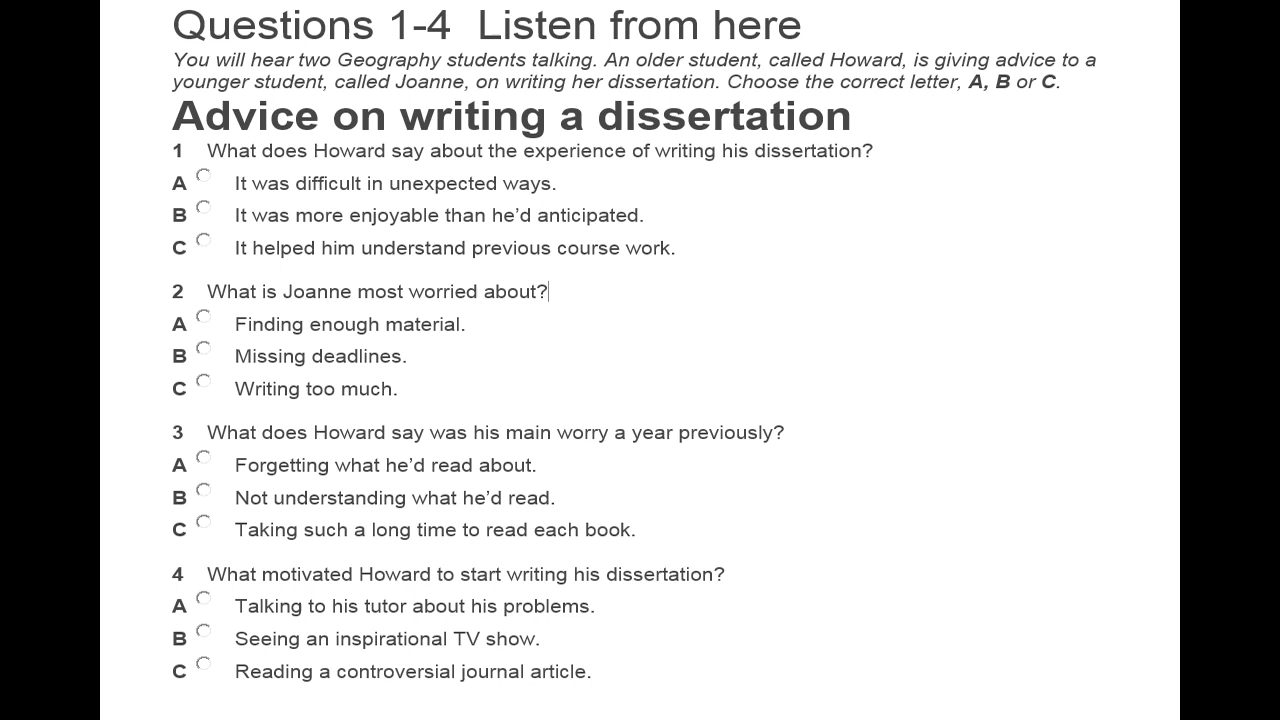 Questions 1-4  Listen from here
You will hear two Geography students talking. An older student, called Howard, is giving advice to a
younger student, called Joanne, on writing her dissertation. Choose the correct letter, A, B or C.
Advice on writing a dissertation
1 What does Howard say about the experience of writing his dissertation?
A It was difficult in unexpected ways.
B It was more enjoyable than he’d anticipated.
C It helped him understand previous course work.
2 What is Joanne most worried about?
A Finding enough material.
B Missing deadlines.
C Writing too much.
3 What does Howard say was his main worry a year previously?
A Forgetting what he’d read about.
B Not understanding what he’d read.
C Taking such a long time to read each book.
4 What motivated Howard to start writing his dissertation?
A Talking to his tutor about his problems.
B Seeing an inspirational TV show.
C Reading a controversial journal article.